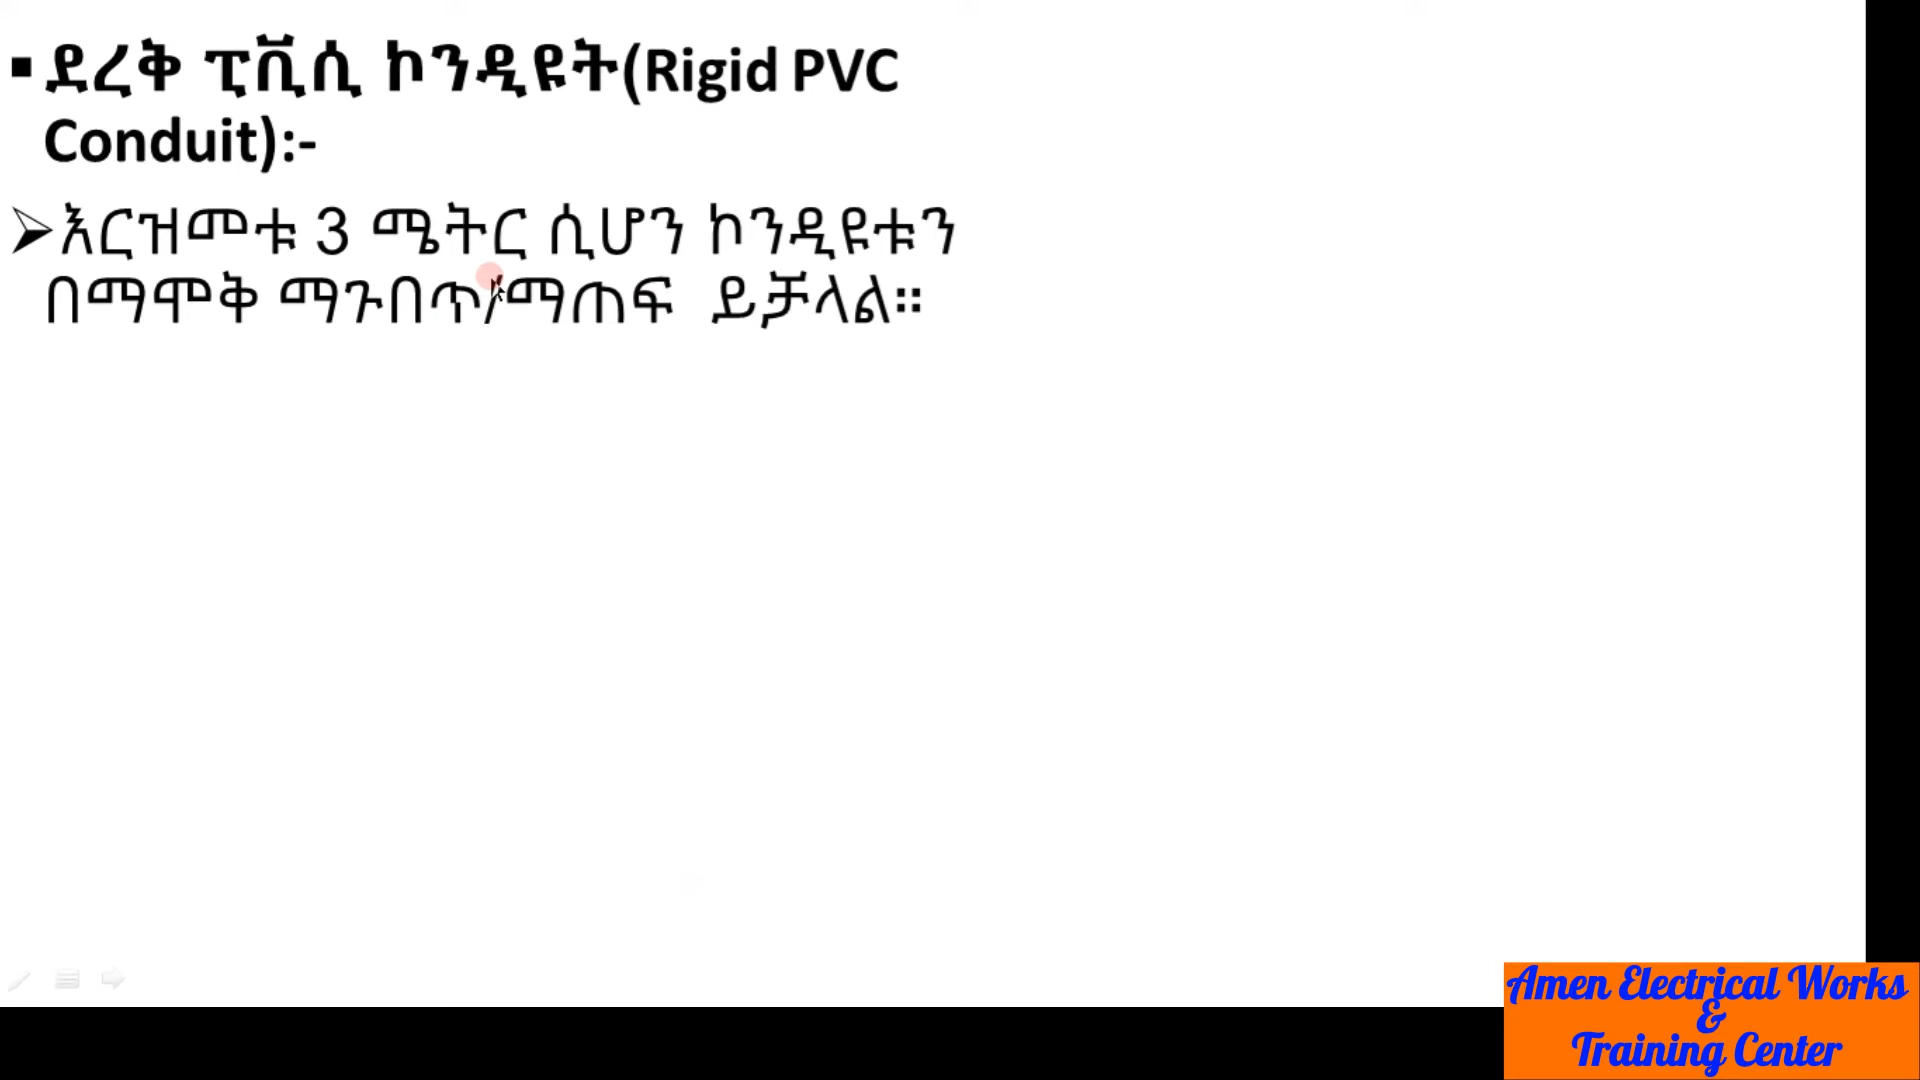 ▪ ደረቅ ፒቪሲ ኮንዲዩት(Rigid PVC
Conduit):-
➢እርዝመቱ 3 ሜትር ሲሆን ኮንዲዩቱን
በማሞቅ ማጉበጥ/ማጠፍ ይቻላል።
Amen Electrical Works
&
Training Center